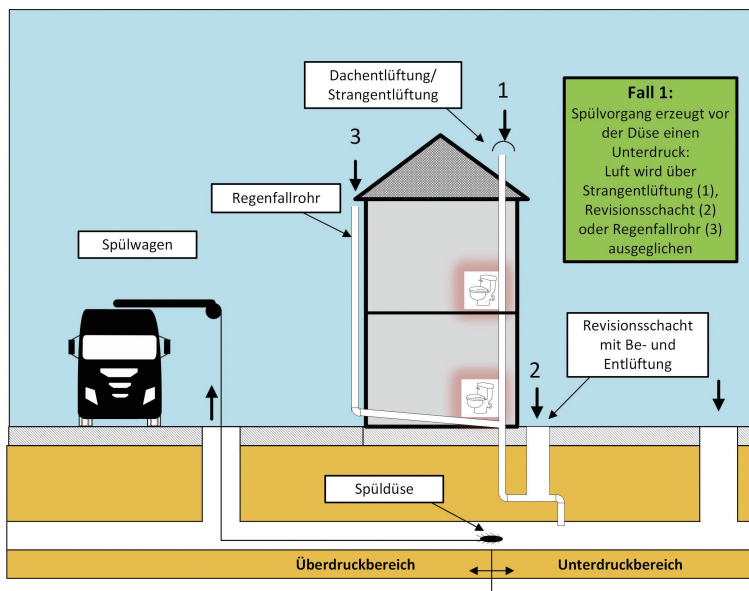 Dachentlüftung/
Strangentlüftung
1
Fall 1:
Spülvorgang erzeugt vor
der Düse einen
Unterdruck:
Luft wird über
Strangentlüftung (1),
Revisionsschacht (2)
oder Regenfallrohr (3)
ausgeglichen
3
Regenfallrohr
Spülwagen
Revisionsschacht
mit Be- und
Entlüftung
2
Spüldüse
Überdruckbereich
Unterdruckbereich